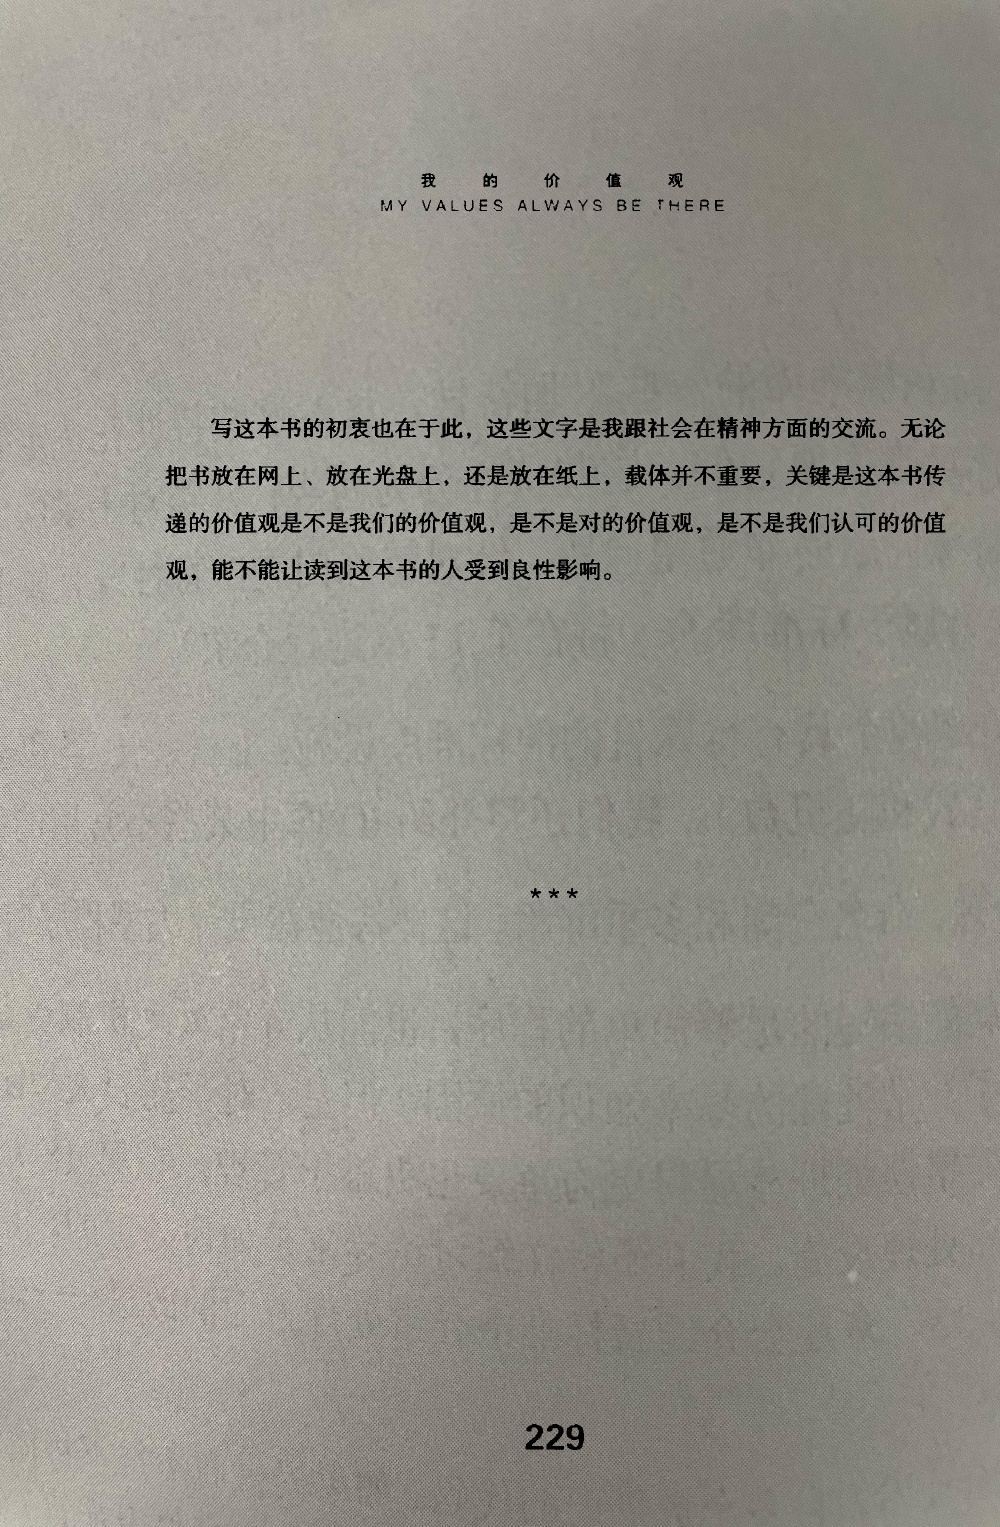 我的价值观
MY VALUES ALWAYS BE THERE
写这本书的初衷也在于此，这些文字是我跟社会在精神方面的交流。无论
把书放在网上、放在光盘上，还是放在纸上，载体并不重要，关键是这本书传
递的价值观是不是我们的价值观，是不是对的价值观，是不是我们认可的价值
观，能不能让读到这本书的人受到良性影响。
***
229